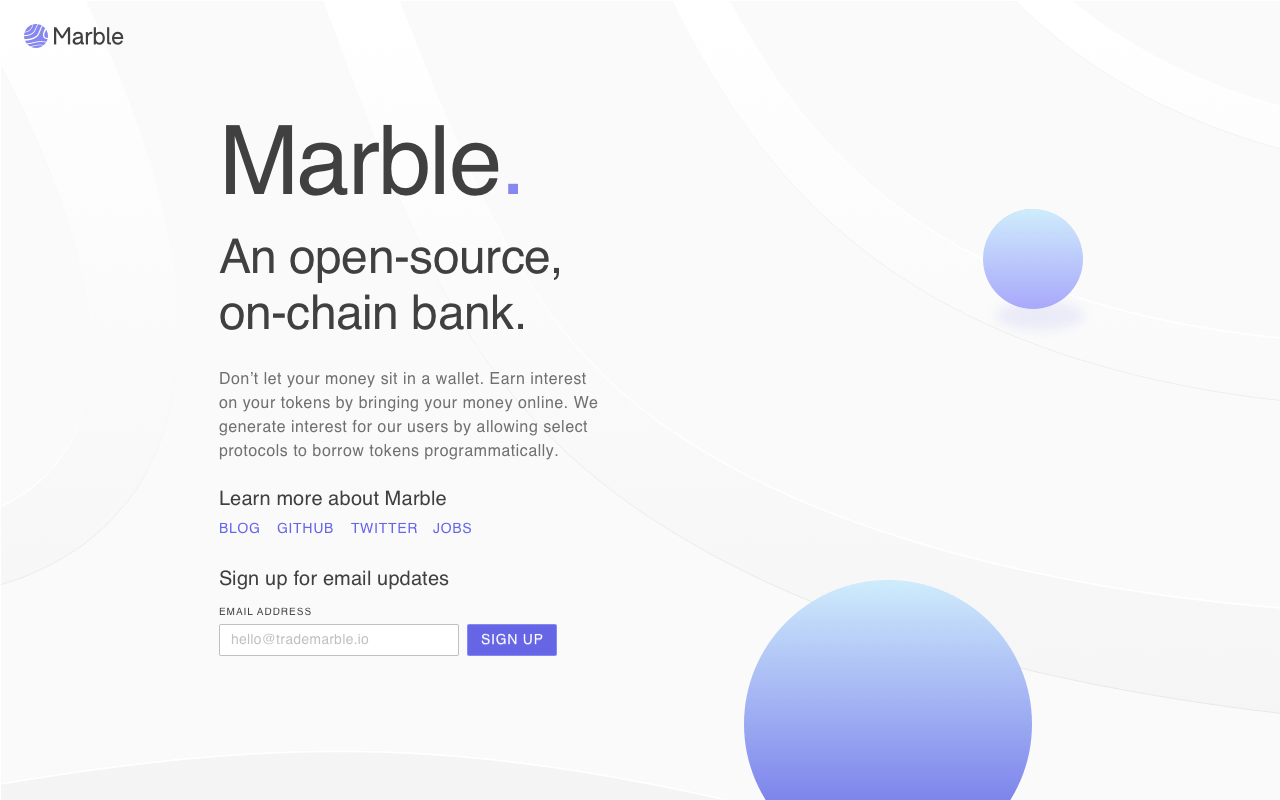 Marble
Marble.
An open-source,
on-chain bank.
Don’t let your money sit in a wallet. Earn interest
on your tokens by bringing your money online. We
generate interest for our users by allowing select
protocols to borrow tokens programmatically.
Learn more about Marble
BLOG GITHUB TWITTER JOBS
Sign up for email updates
EMAIL ADDRESS
hello@trademarble.io SIGN UP